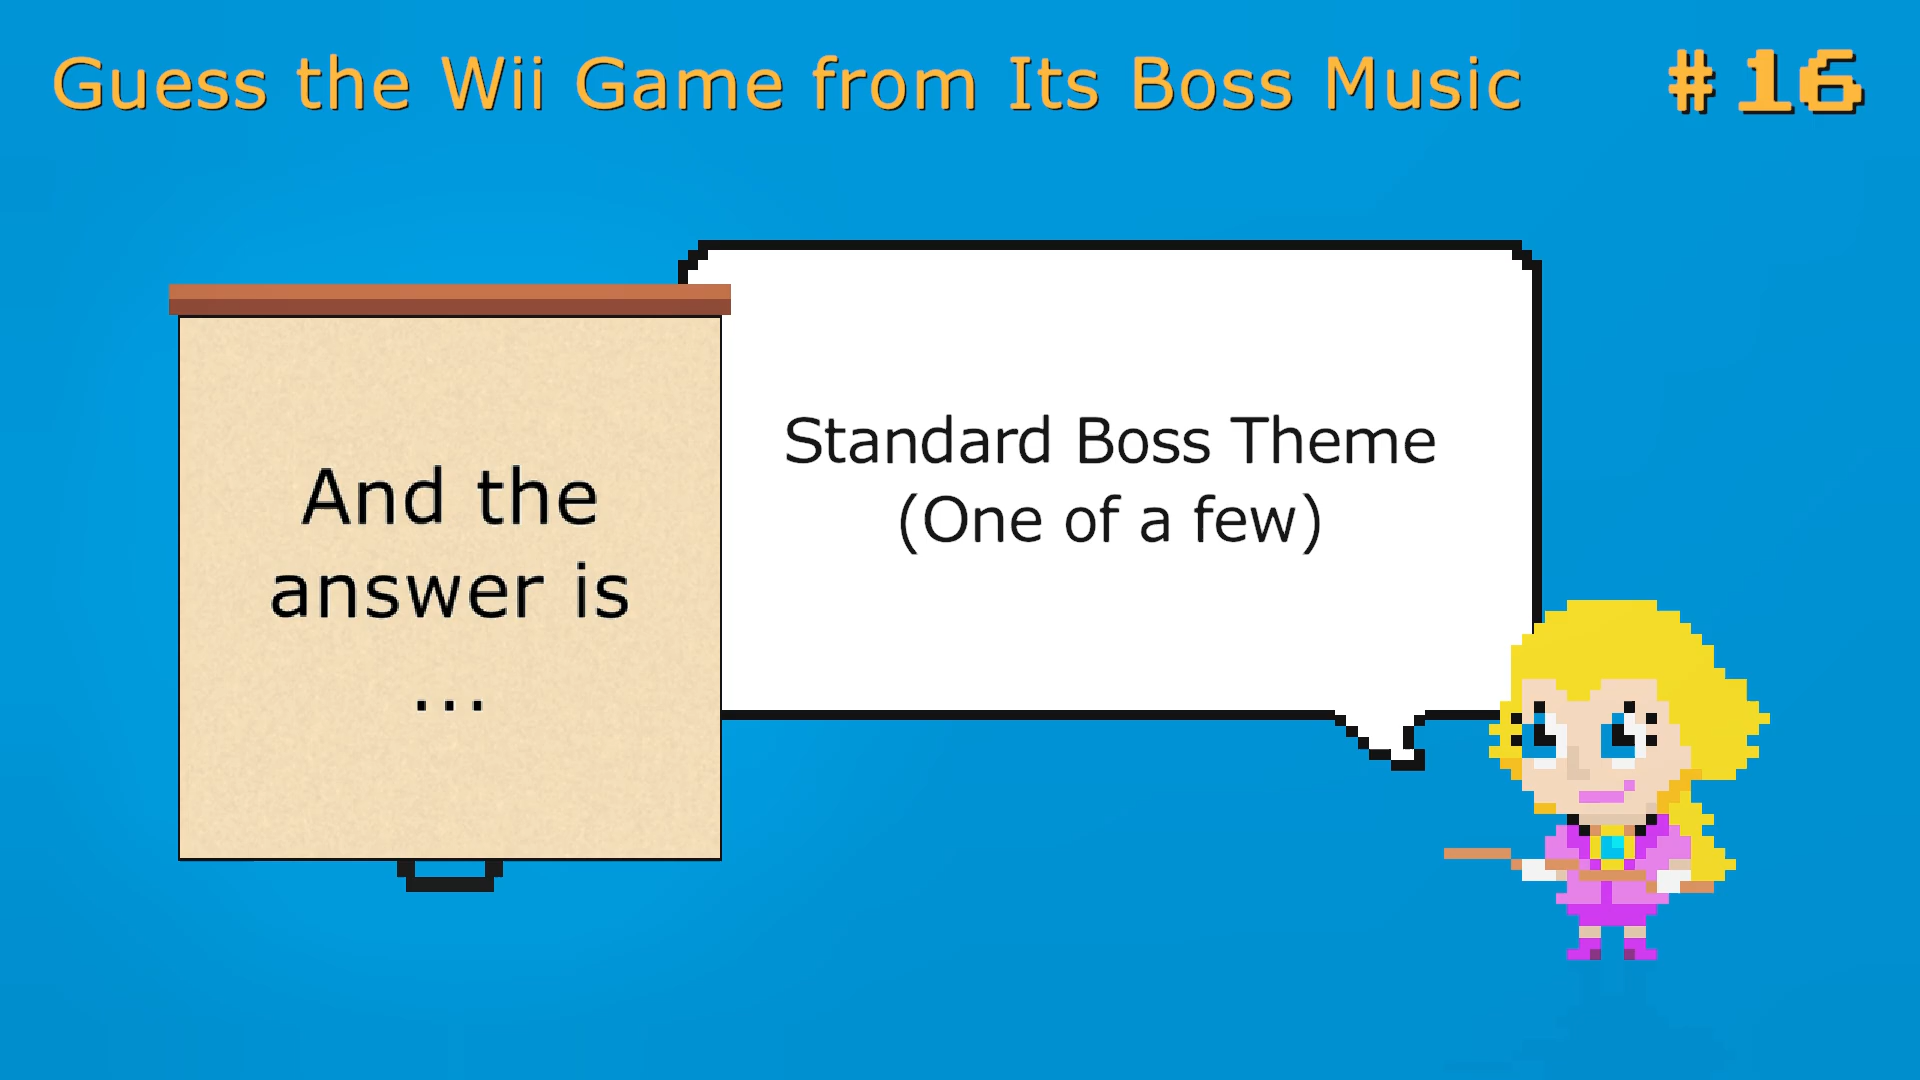 Guess the Wii Game from Its Boss Music
# 16
And the
answer is
...
Standard Boss Theme
(One of a few)